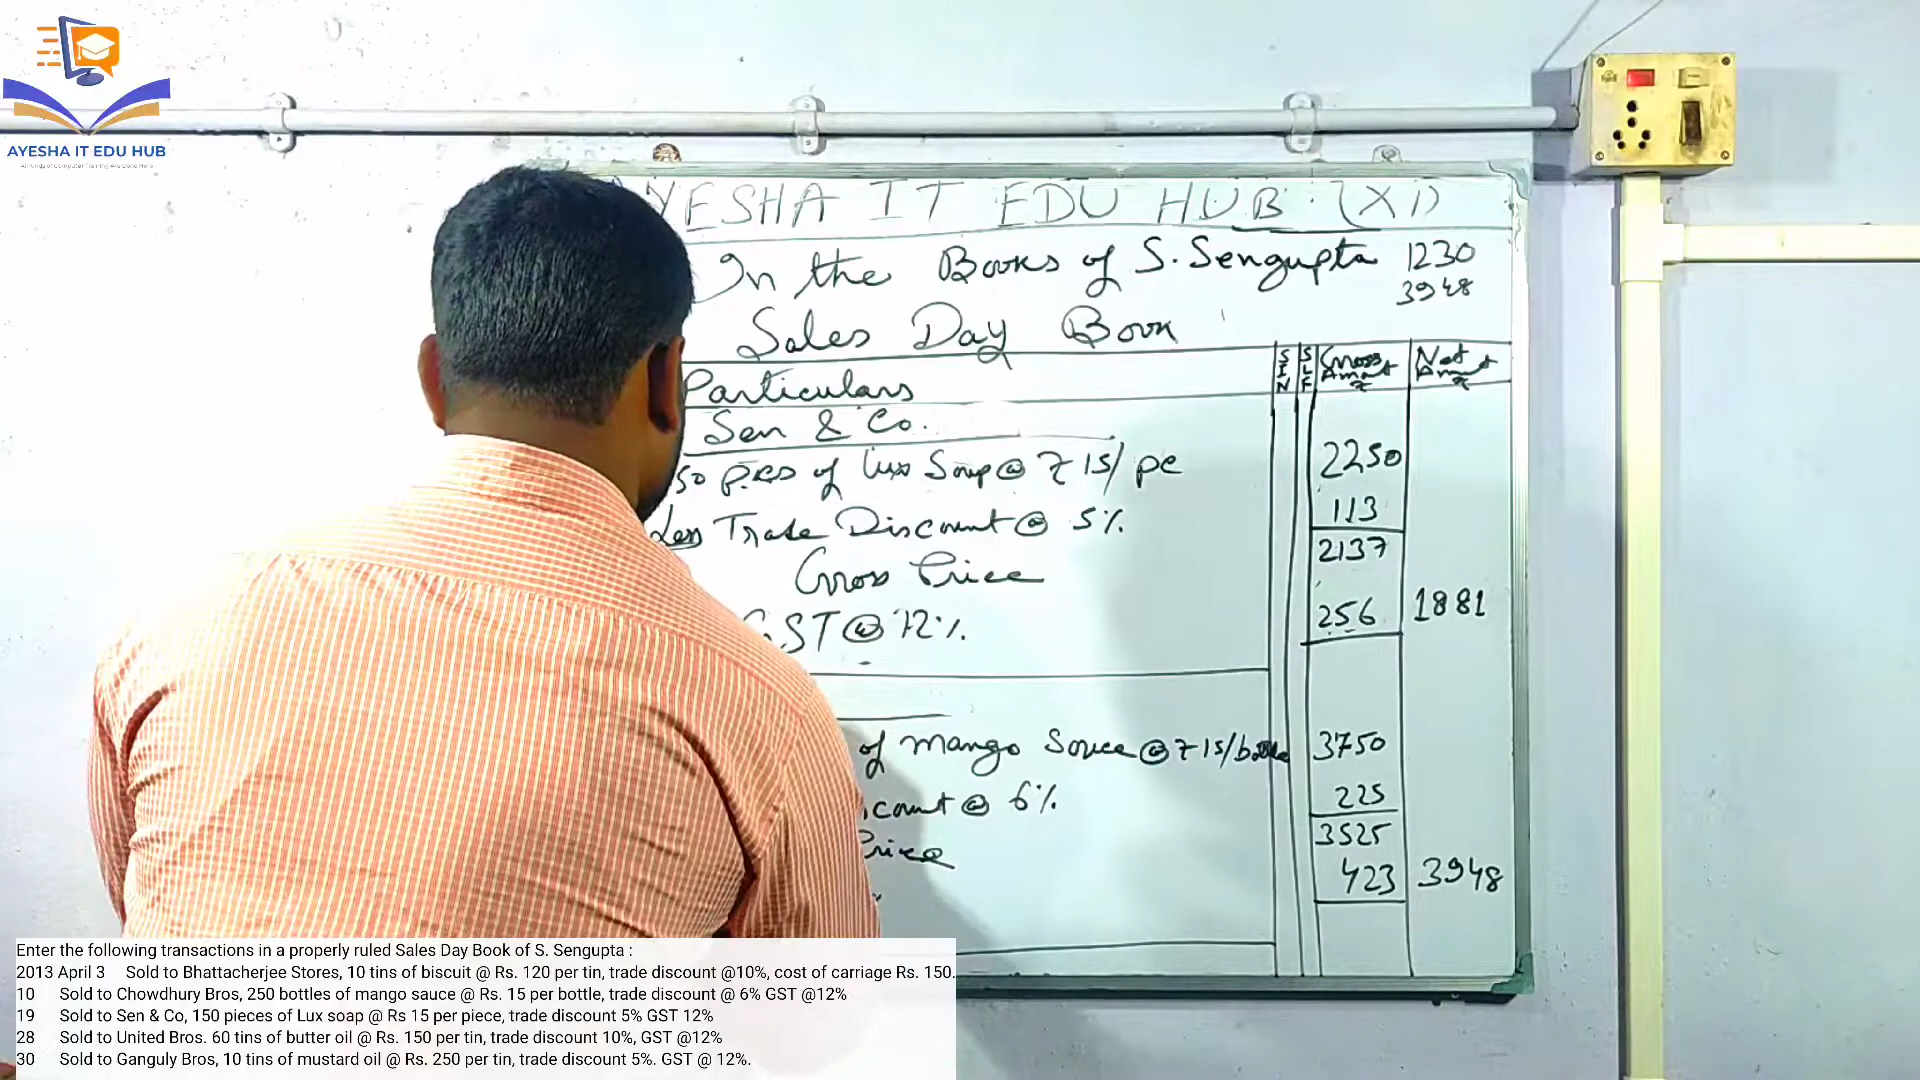 AYESHA IT EDU HUB
YESHA IT EDU HUB (XI)
In the Books of S. Sengupta 1230
3948
Sales Day Book
Particulars SIN SLF Gross Amnt ₹ Net Amnt ₹
Sen & Co.
50 pcs of Lux Soap @ ₹ 15/ pc 2250
Less Trade Discount @ 5% 113
2137
Gross Price
GST @ 12% 256 1881
of mango Souce @ ₹ 15/bottle 3750
count @ 6% 225
3525
Price
423 3948
Enter the following transactions in a properly ruled Sales Day Book of S. Sengupta :
2013 April 3 Sold to Bhattacherjee Stores, 10 tins of biscuit @ Rs. 120 per tin, trade discount @10%, cost of carriage Rs. 150.
10 Sold to Chowdhury Bros, 250 bottles of mango sauce @ Rs. 15 per bottle, trade discount @ 6% GST @12%
19 Sold to Sen & Co, 150 pieces of Lux soap @ Rs 15 per piece, trade discount 5% GST 12%
28 Sold to United Bros. 60 tins of butter oil @ Rs. 150 per tin, trade discount 10%, GST @12%
30 Sold to Ganguly Bros, 10 tins of mustard oil @ Rs. 250 per tin, trade discount 5%. GST @ 12%.